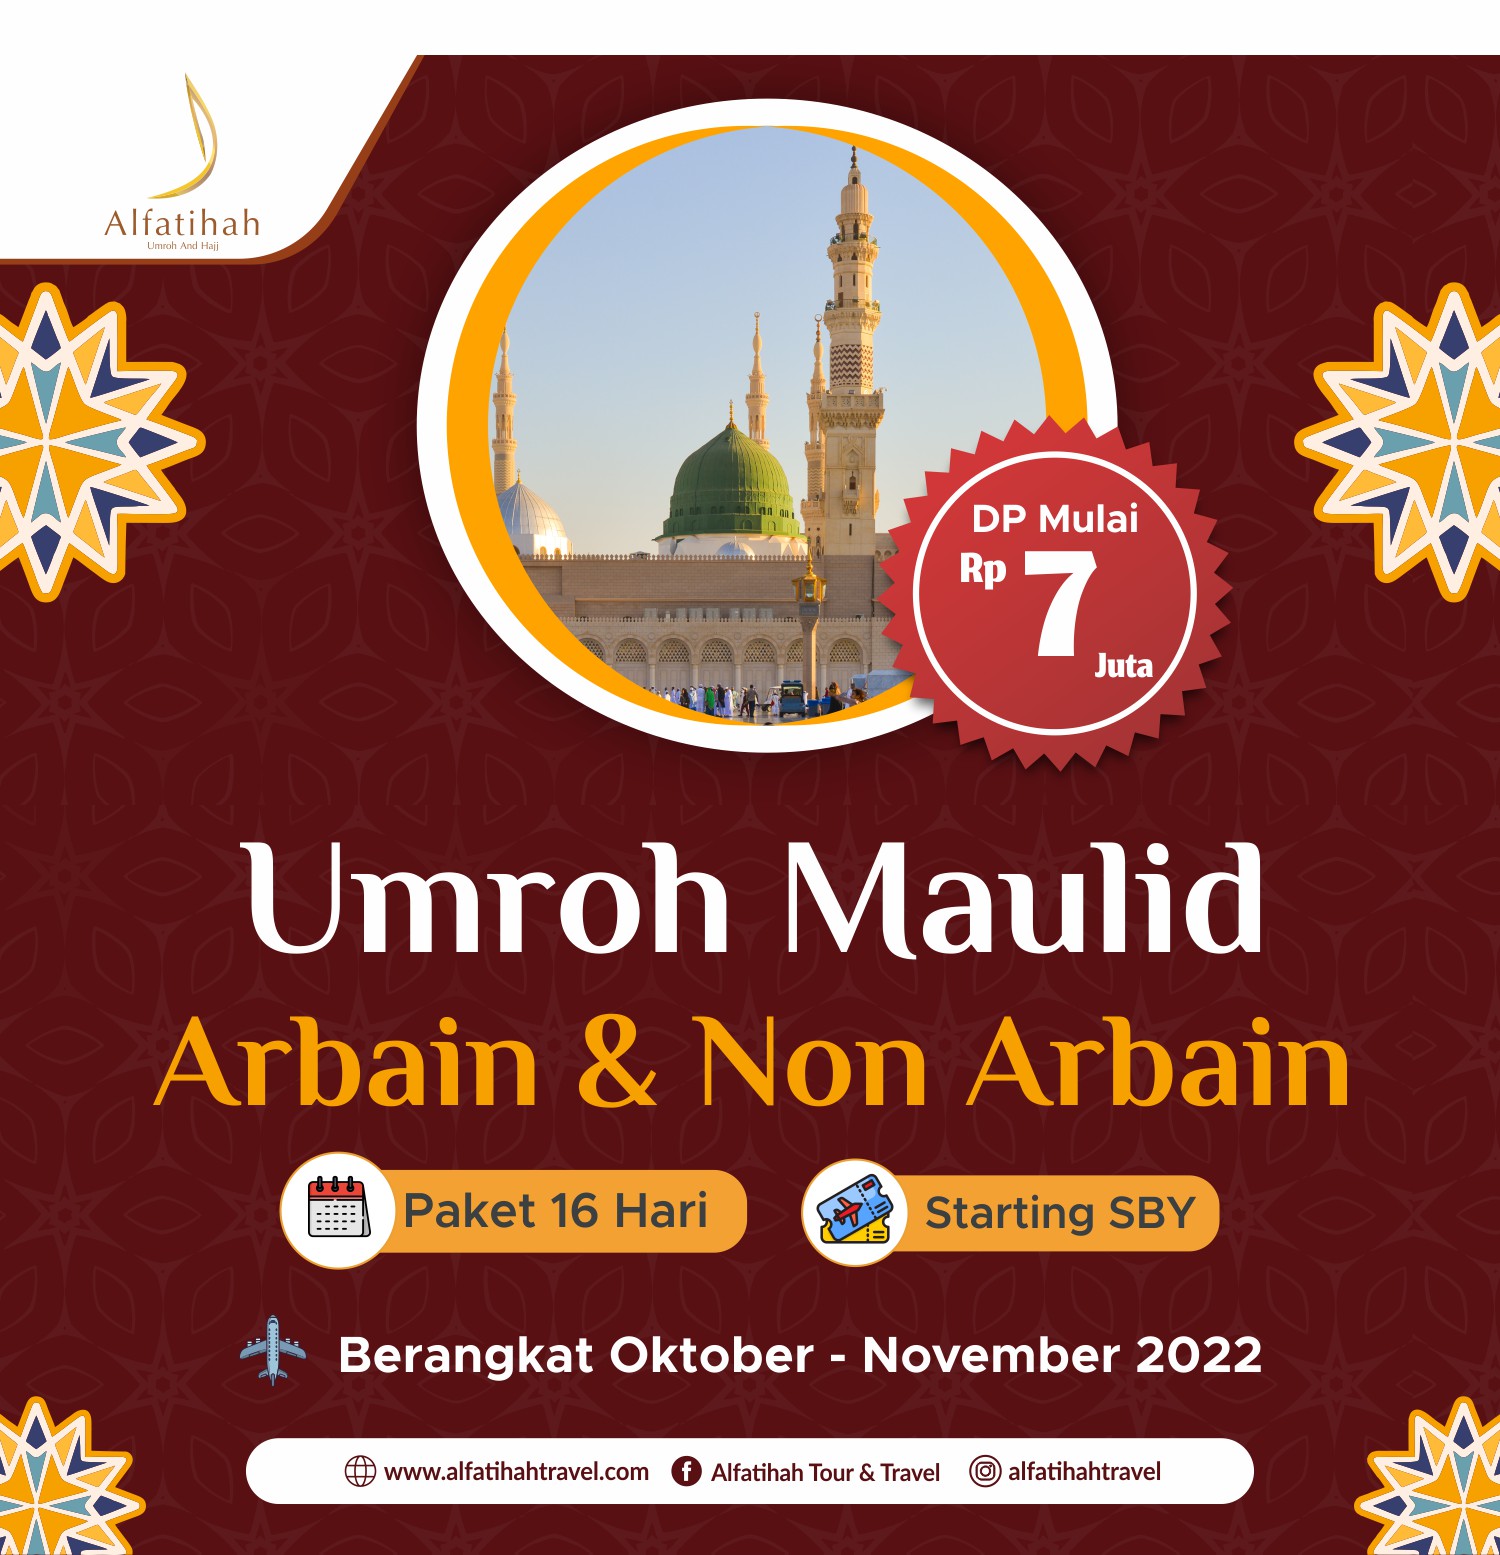 Alfatihah
Umroh And Hajj
DP Mulai
Rp 7 Juta
Umroh Maulid
Arbain & Non Arbain
Paket 16 Hari
Starting SBY
Berangkat Oktober - November 2022
www.alfatihahtravel.com Alfatihah Tour & Travel alfatihahtravel